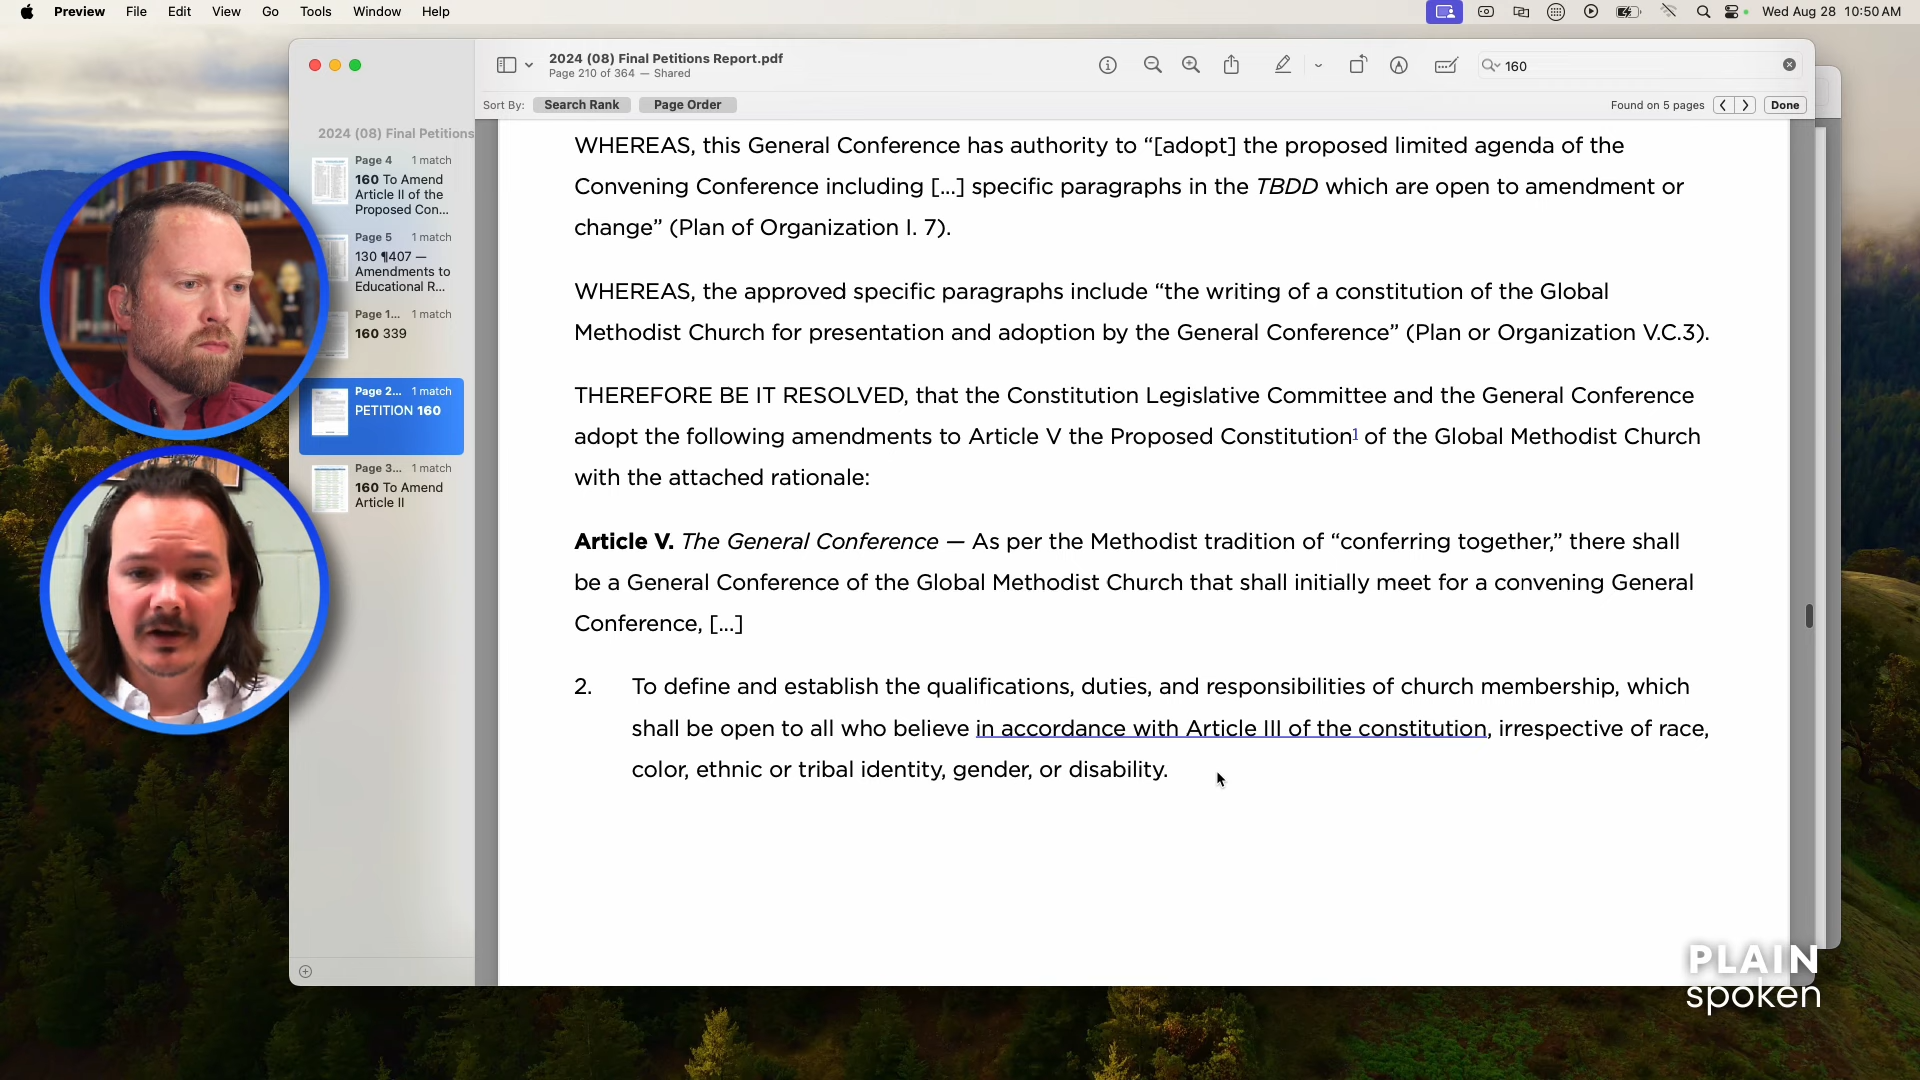 Preview File Edit View Go Tools Window Help Wed Aug 28 10:50 AM
2024 (08) Final Petitions Report.pdf
Page 210 of 364 — Shared
160
Sort By: Search Rank Page Order Found on 5 pages Done
2024 (08) Final Petitions
Page 4 1 match
160 To Amend
Article II of the
Proposed Con...
Page 5 1 match
130 ¶407 —
Amendments to
Educational R...
Page 1... 1 match
160 339
Page 2... 1 match
PETITION 160
Page 3... 1 match
160 To Amend
Article II
WHEREAS, this General Conference has authority to “[adopt] the proposed limited agenda of the
Convening Conference including [...] specific paragraphs in the TBDD which are open to amendment or
change” (Plan of Organization I. 7).
WHEREAS, the approved specific paragraphs include “the writing of a constitution of the Global
Methodist Church for presentation and adoption by the General Conference” (Plan or Organization V.C.3).
THEREFORE BE IT RESOLVED, that the Constitution Legislative Committee and the General Conference
adopt the following amendments to Article V the Proposed Constitution1 of the Global Methodist Church
with the attached rationale:
Article V. The General Conference — As per the Methodist tradition of “conferring together,” there shall
be a General Conference of the Global Methodist Church that shall initially meet for a convening General
Conference, [...]
2. To define and establish the qualifications, duties, and responsibilities of church membership, which
shall be open to all who believe in accordance with Article III of the constitution, irrespective of race,
color, ethnic or tribal identity, gender, or disability.
PLAIN
spoken